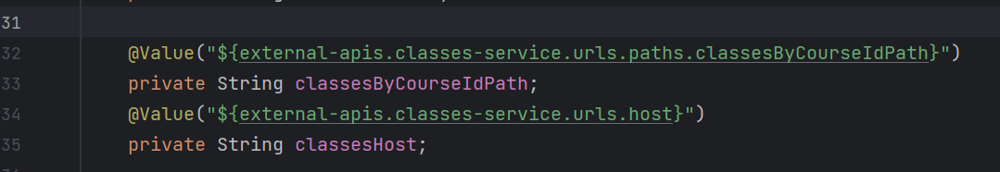 31
32 @Value("${external-apis.classes-service.urls.paths.classesByCourseIdPath}")
33 private String classesByCourseIdPath;
34 @Value("${external-apis.classes-service.urls.host}")
35 private String classesHost;